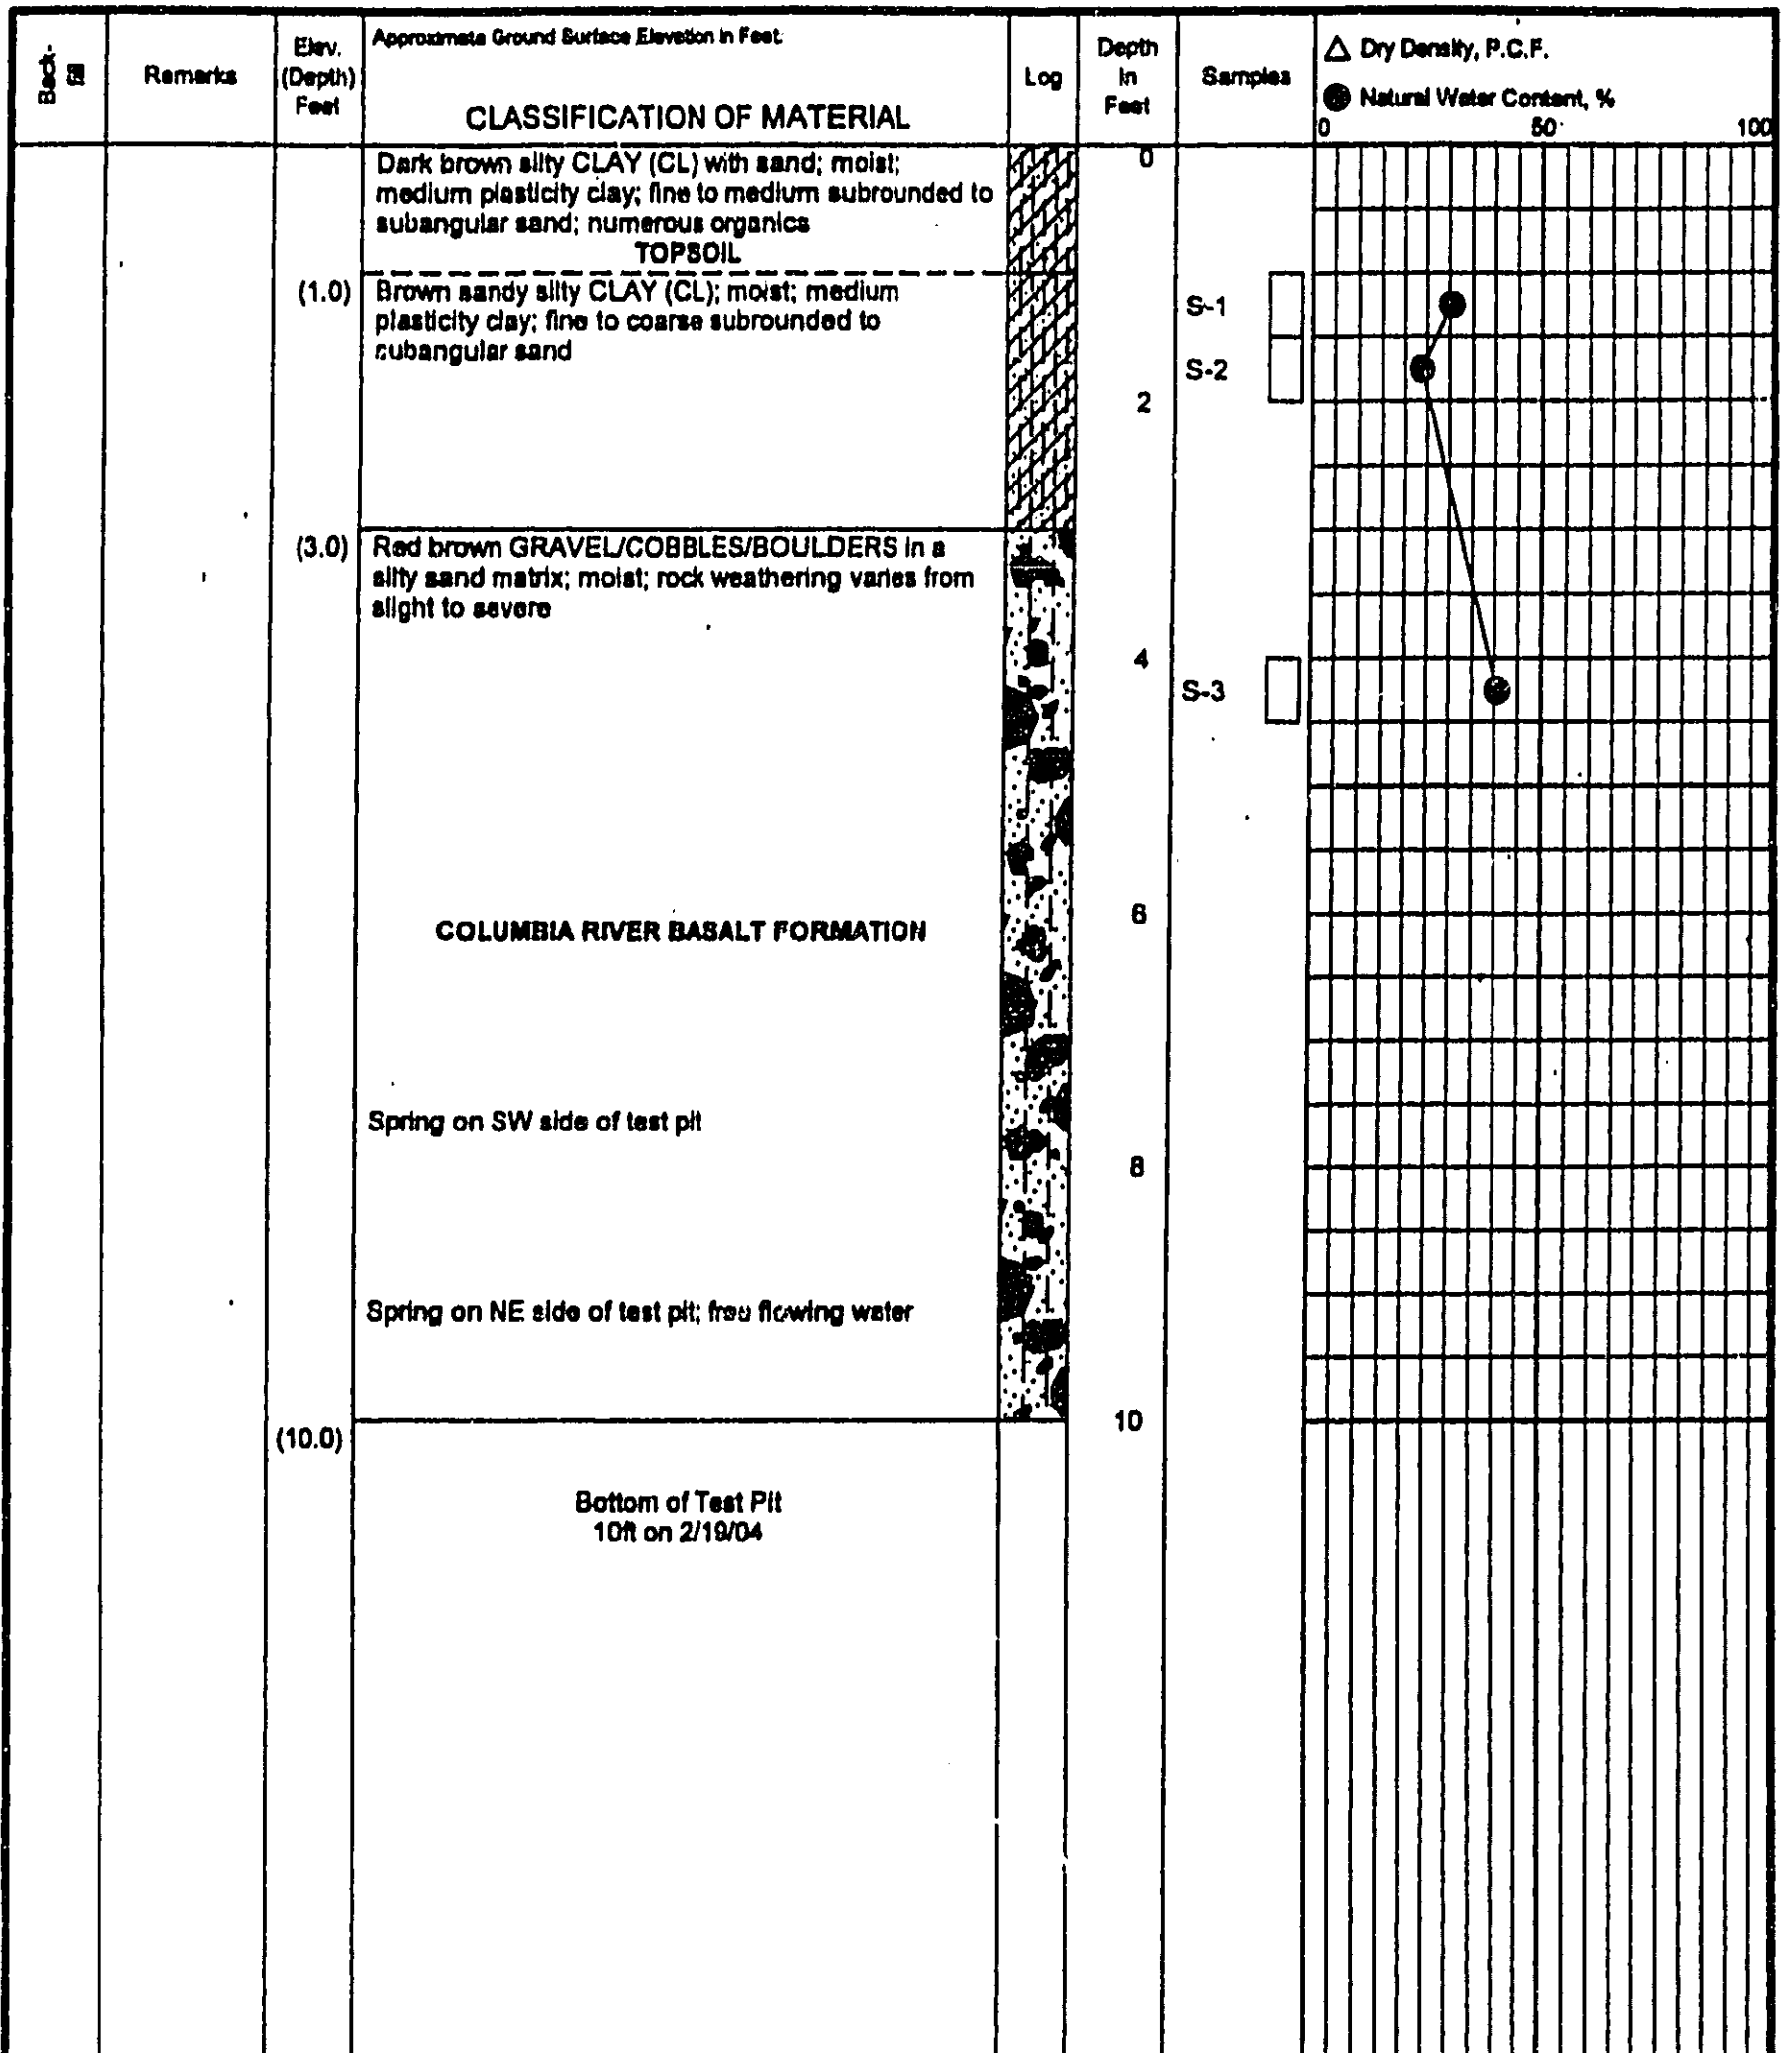 Back-
fill
Remarks
Elev.
(Depth)
Feet
Approximate Ground Surface Elevation in Feet:
CLASSIFICATION OF MATERIAL
Log
Depth
In
Feet
Samples
△ Dry Density, P.C.F.
● Natural Water Content, %
0 50 100
Dark brown silty CLAY (CL) with sand; moist;
medium plasticity clay; fine to medium subrounded to
subangular sand; numerous organics
TOPSOIL
0
(1.0)
Brown sandy silty CLAY (CL); moist; medium
plasticity clay; fine to coarse subrounded to
subangular sand
S-1
S-2
2
(3.0)
Red brown GRAVEL/COBBLES/BOULDERS in a
silty sand matrix; moist; rock weathering varies from
slight to severe
4
S-3
6
COLUMBIA RIVER BASALT FORMATION
Spring on SW side of test pit
8
Spring on NE side of test pit; free flowing water
10
(10.0)
Bottom of Test Pit
10ft on 2/19/04